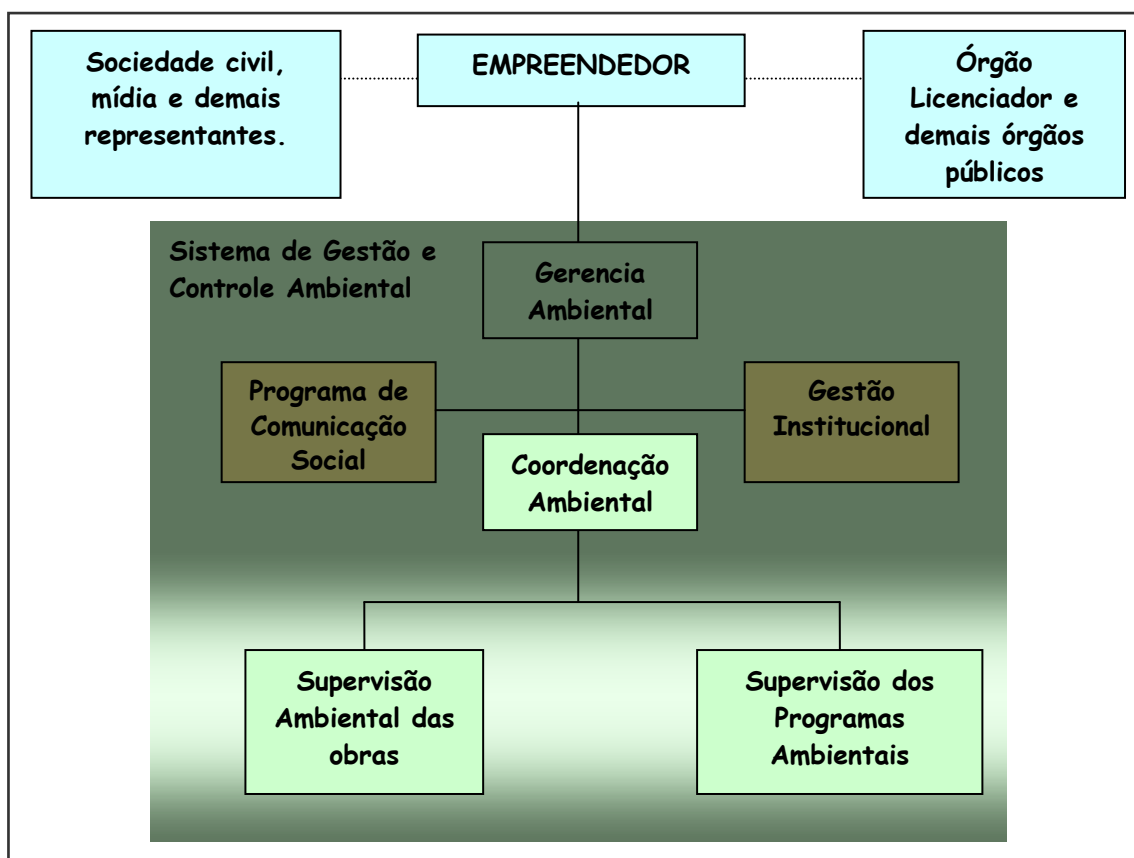 Sociedade civil,
mídia e demais
representantes.
EMPREENDEDOR
Órgão
Licenciador e
demais órgãos
públicos
Sistema de Gestão e
Controle Ambiental
Gerencia
Ambiental
Programa de
Comunicação
Social
Gestão
Institucional
Coordenação
Ambiental
Supervisão
Ambiental das
obras
Supervisão dos
Programas
Ambientais